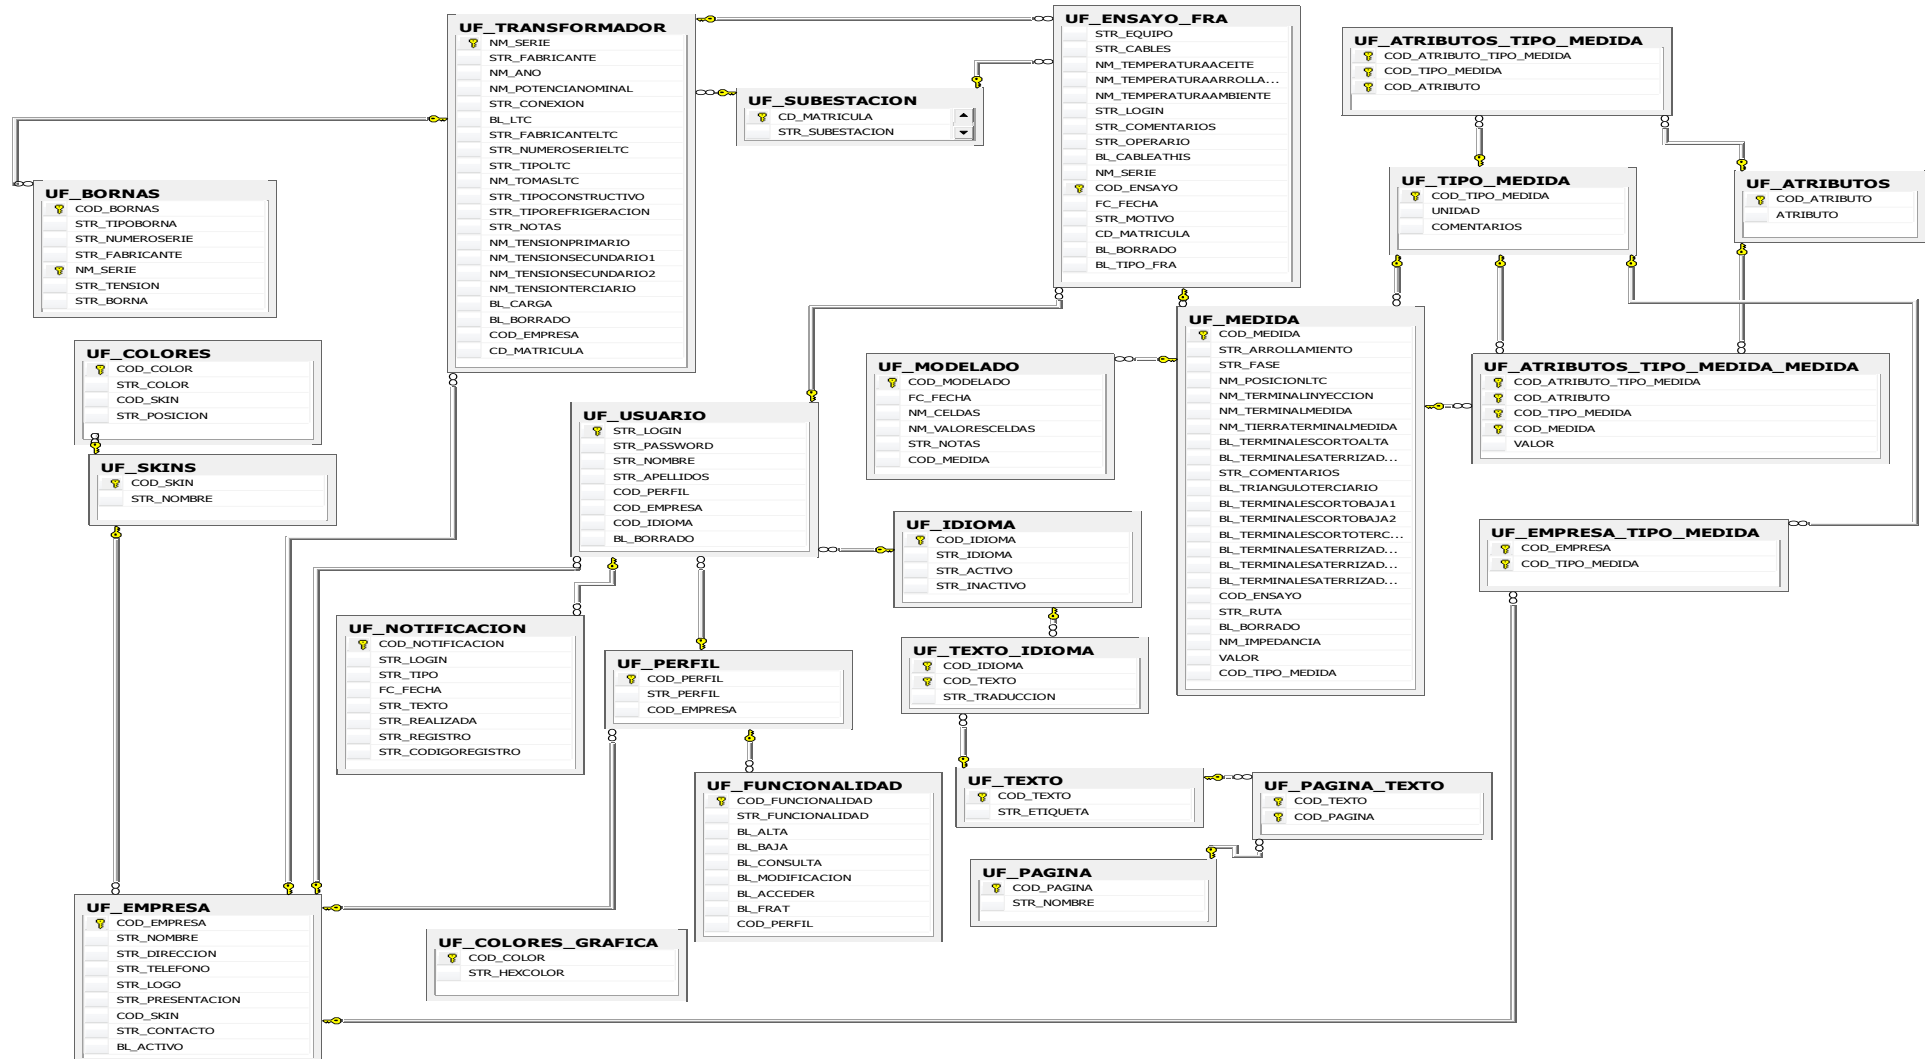 UF_TRANSFORMADOR
NM_SERIE
STR_FABRICANTE
NM_ANO
NM_POTENCIANOMINAL
STR_CONEXION
BL_LTC
STR_FABRICANTELTC
STR_NUMEROSERIELTC
STR_TIPOLTC
NM_TOMASLTC
STR_TIPOCONSTRUCTIVO
STR_TIPOREFRIGERACION
STR_NOTAS
NM_TENSIONPRIMARIO
NM_TENSIONSECUNDARIO1
NM_TENSIONSECUNDARIO2
NM_TENSIONTERCIARIO
BL_CARGA
BL_BORRADO
COD_EMPRESA
CD_MATRICULA
UF_SUBESTACION
CD_MATRICULA
STR_SUBESTACION
UF_ENSAYO_FRA
STR_EQUIPO
STR_CABLES
NM_TEMPERATURAACEITE
NM_TEMPERATURAARROLLA...
NM_TEMPERATURAAMBIENTE
STR_LOGIN
STR_COMENTARIOS
STR_OPERARIO
BL_CABLEATHIS
NM_SERIE
COD_ENSAYO
FC_FECHA
STR_MOTIVO
CD_MATRICULA
BL_BORRADO
BL_TIPO_FRA
UF_ATRIBUTOS_TIPO_MEDIDA
COD_ATRIBUTO_TIPO_MEDIDA
COD_TIPO_MEDIDA
COD_ATRIBUTO
UF_TIPO_MEDIDA
COD_TIPO_MEDIDA
UNIDAD
COMENTARIOS
UF_ATRIBUTOS
COD_ATRIBUTO
ATRIBUTO
UF_BORNAS
COD_BORNAS
STR_TIPOBORNA
STR_NUMEROSERIE
STR_FABRICANTE
NM_SERIE
STR_TENSION
STR_BORNA
UF_COLORES
COD_COLOR
STR_COLOR
COD_SKIN
STR_POSICION
UF_SKINS
COD_SKIN
STR_NOMBRE
UF_USUARIO
STR_LOGIN
STR_PASSWORD
STR_NOMBRE
STR_APELLIDOS
COD_PERFIL
COD_EMPRESA
COD_IDIOMA
BL_BORRADO
UF_MODELADO
COD_MODELADO
FC_FECHA
NM_CELDAS
NM_VALORESCELDAS
STR_NOTAS
COD_MEDIDA
UF_MEDIDA
COD_MEDIDA
STR_ARROLLAMIENTO
STR_FASE
NM_POSICIONLTC
NM_TERMINALINYECCION
NM_TERMINALMEDIDA
NM_TIERRATERMINALMEDIDA
BL_TERMINALESCORTOALTA
BL_TERMINALESATERRIZAD...
STR_COMENTARIOS
BL_TRIANGULOTERCIARIO
BL_TERMINALESCORTOBAJA1
BL_TERMINALESCORTOBAJA2
BL_TERMINALESCORTOTERC...
BL_TERMINALESATERRIZAD...
BL_TERMINALESATERRIZAD...
BL_TERMINALESATERRIZAD...
COD_ENSAYO
STR_RUTA
BL_BORRADO
NM_IMPEDANCIA
VALOR
COD_TIPO_MEDIDA
UF_ATRIBUTOS_TIPO_MEDIDA_MEDIDA
COD_ATRIBUTO_TIPO_MEDIDA
COD_ATRIBUTO
COD_TIPO_MEDIDA
COD_MEDIDA
VALOR
UF_EMPRESA_TIPO_MEDIDA
COD_EMPRESA
COD_TIPO_MEDIDA
UF_IDIOMA
COD_IDIOMA
STR_IDIOMA
STR_ACTIVO
STR_INACTIVO
UF_NOTIFICACION
COD_NOTIFICACION
STR_LOGIN
STR_TIPO
FC_FECHA
STR_TEXTO
STR_REALIZADA
STR_REGISTRO
STR_CODIGOREGISTRO
UF_PERFIL
COD_PERFIL
STR_PERFIL
COD_EMPRESA
UF_TEXTO_IDIOMA
COD_IDIOMA
COD_TEXTO
STR_TRADUCCION
UF_FUNCIONALIDAD
COD_FUNCIONALIDAD
STR_FUNCIONALIDAD
BL_ALTA
BL_BAJA
BL_CONSULTA
BL_MODIFICACION
BL_ACCEDER
BL_FRAT
COD_PERFIL
UF_TEXTO
COD_TEXTO
STR_ETIQUETA
UF_PAGINA_TEXTO
COD_TEXTO
COD_PAGINA
UF_PAGINA
COD_PAGINA
STR_NOMBRE
UF_EMPRESA
COD_EMPRESA
STR_NOMBRE
STR_DIRECCION
STR_TELEFONO
STR_LOGO
STR_PRESENTACION
COD_SKIN
STR_CONTACTO
BL_ACTIVO
UF_COLORES_GRAFICA
COD_COLOR
STR_HEXCOLOR